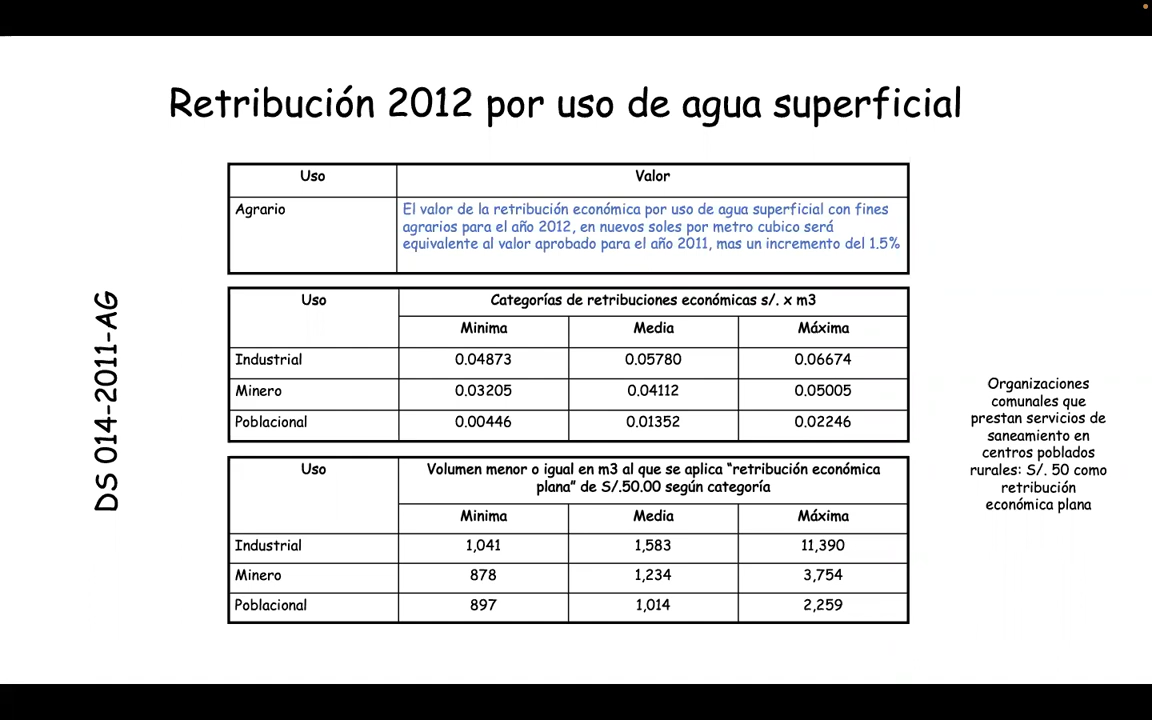 Retribución 2012 por uso de agua superficial
DS 014-2011-AG
Uso Valor
Agrario El valor de la retribución económica por uso de agua superficial con fines
agrarios para el año 2012, en nuevos soles por metro cubico será
equivalente al valor aprobado para el año 2011, mas un incremento del 1.5%
Uso Categorías de retribuciones económicas s/. x m3
Minima Media Máxima
Industrial 0.04873 0.05780 0.06674
Minero 0.03205 0.04112 0.05005
Poblacional 0.00446 0.01352 0.02246
Uso Volumen menor o igual en m3 al que se aplica “retribución económica
plana” de S/.50.00 según categoría
Minima Media Máxima
Industrial 1,041 1,583 11,390
Minero 878 1,234 3,754
Poblacional 897 1,014 2,259
Organizaciones
comunales que
prestan servicios de
saneamiento en
centros poblados
rurales: S/. 50 como
retribución
económica plana